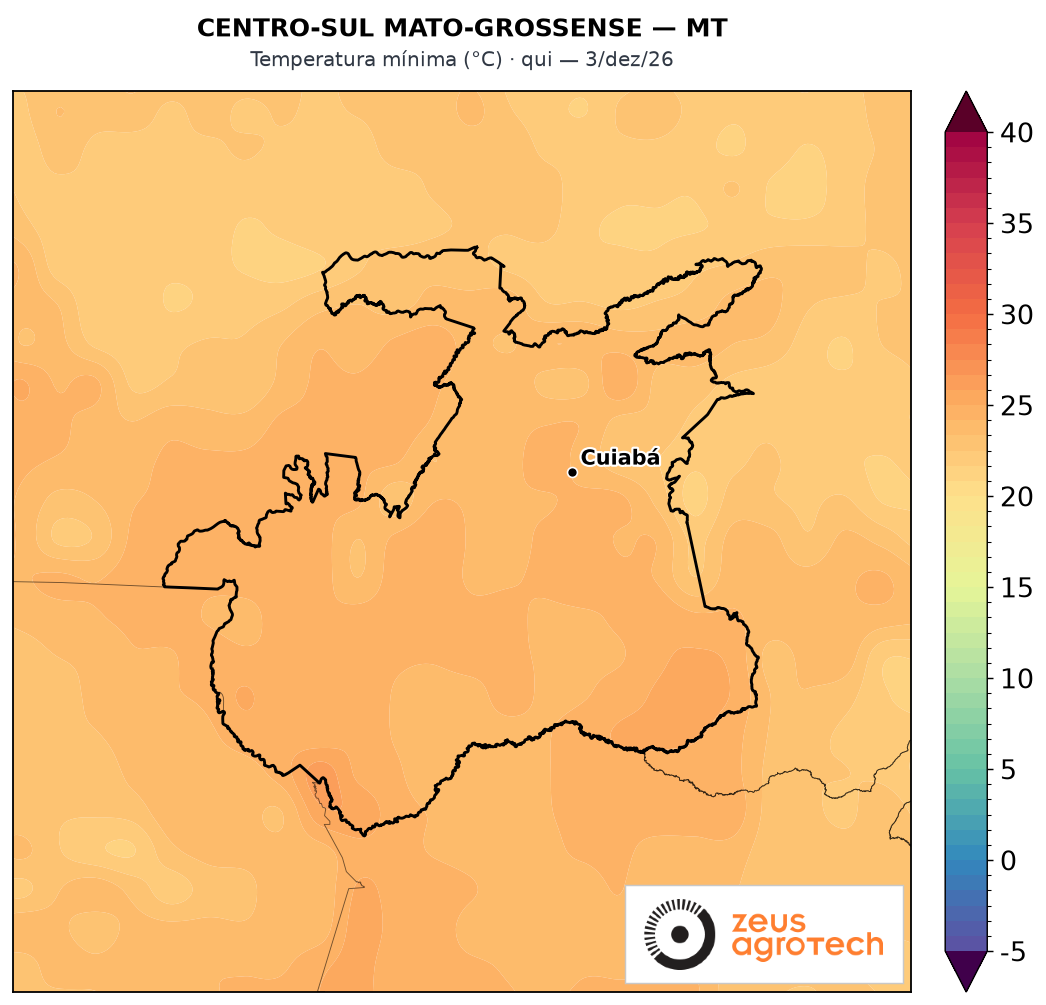 CENTRO-SUL MATO-GROSSENSE — MT
Temperatura mínima (°C) · qui — 3/dez/26
40
35
30
25
20
15
10
5
0
-5
Cuiabá
zeus
agrotech